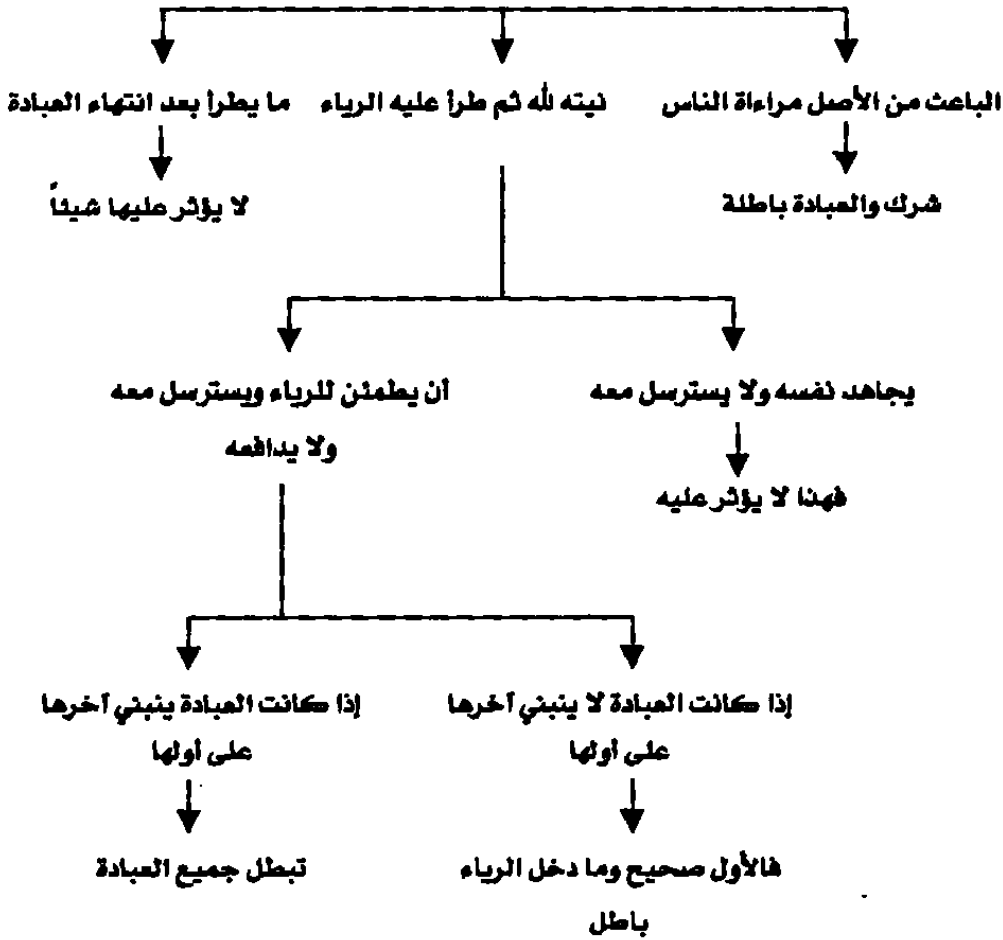 الباعث من الأصل مراءاة الناس
نيته لله ثم طرأ عليه الرياء
ما يطرأ بعد انتهاء العبادة
شرك والعبادة باطلة
لا يؤثر عليها شيئاً
يجاهد نفسه ولا يسترسل معه
أن يطمئن للرياء ويسترسل معه
ولا يدافعه
فهذا لا يؤثر عليه
إذا كانت العبادة لا ينبني آخرها
على أولها
إذا كانت العبادة ينبني آخرها
على أولها
فالأول صحيح وما دخل الرياء
باطل
تبطل جميع العبادة